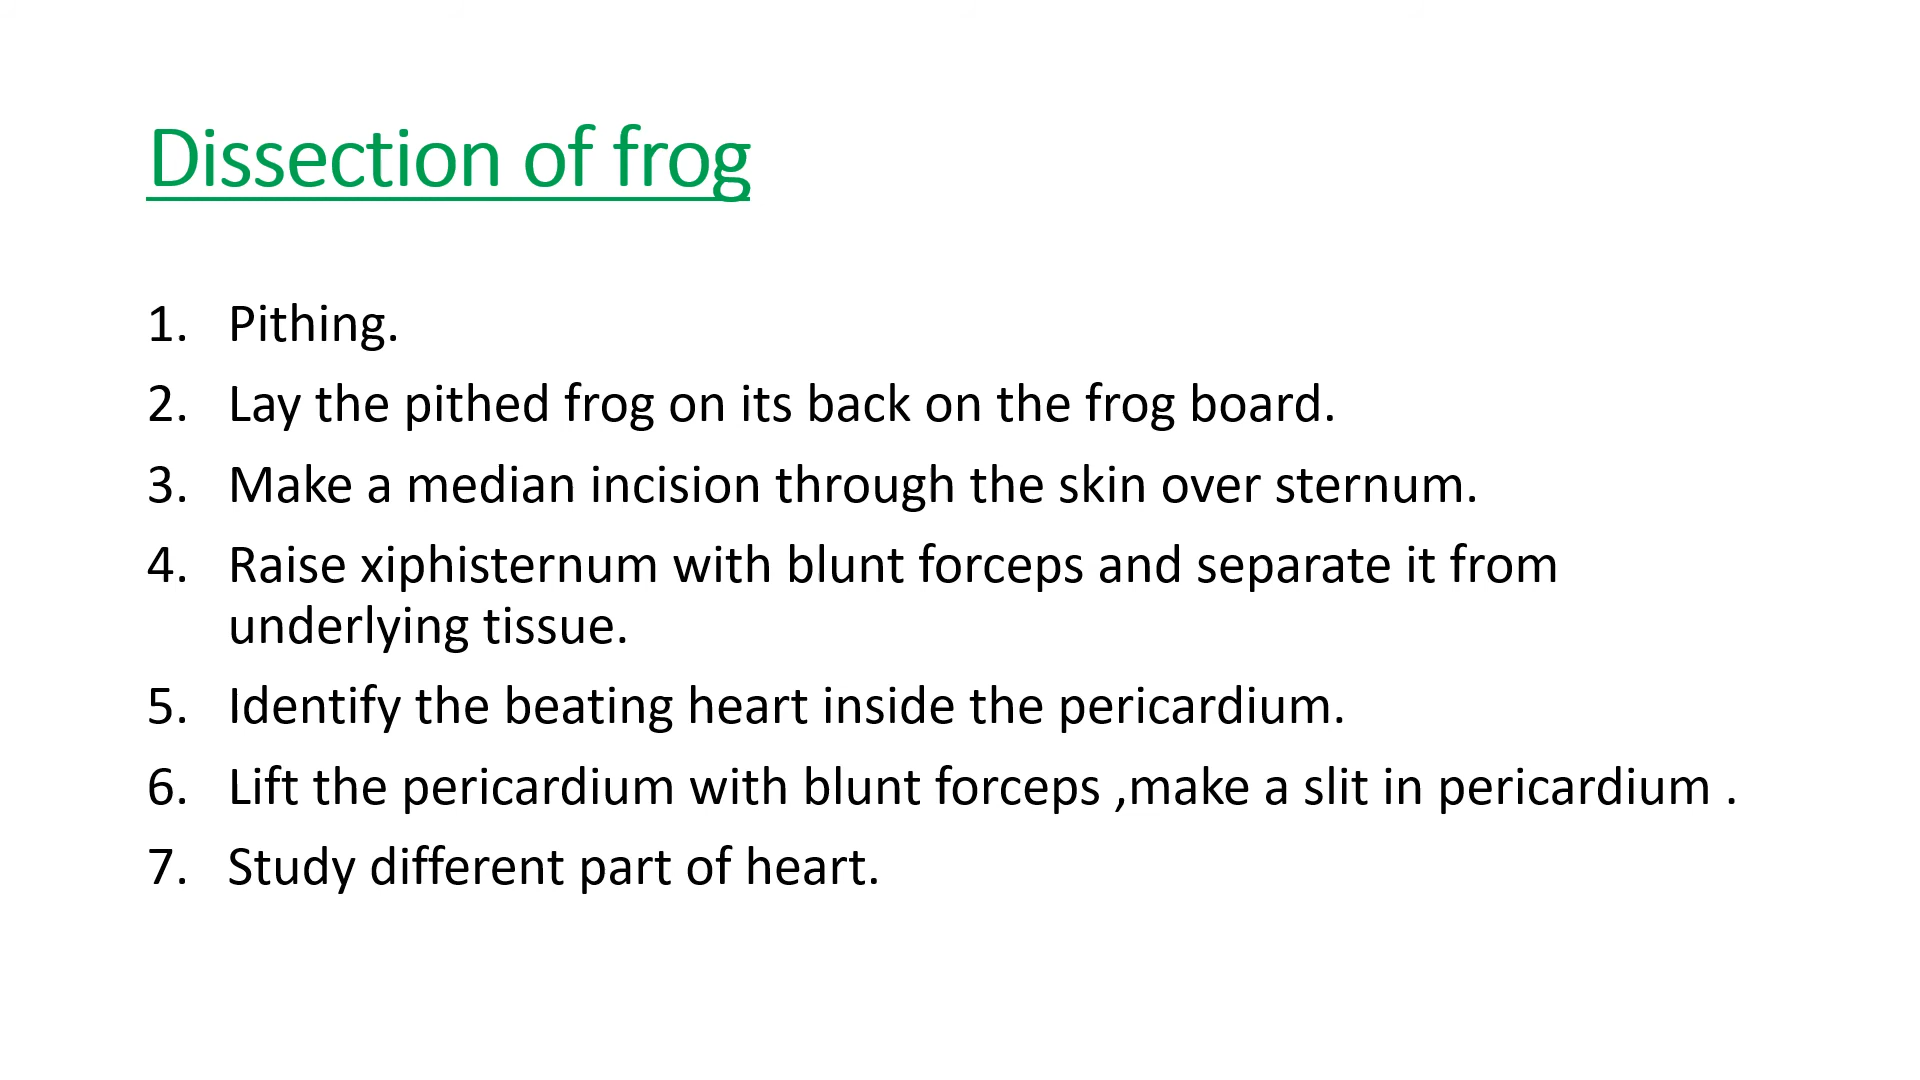 Dissection of frog
1. Pithing.
2. Lay the pithed frog on its back on the frog board.
3. Make a median incision through the skin over sternum.
4. Raise xiphisternum with blunt forceps and separate it from
underlying tissue.
5. Identify the beating heart inside the pericardium.
6. Lift the pericardium with blunt forceps ,make a slit in pericardium .
7. Study different part of heart.